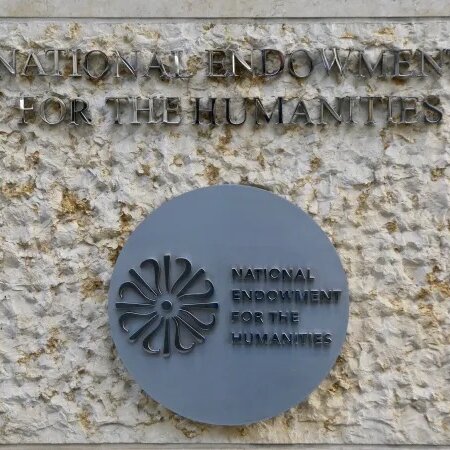 NATIONAL ENDOWMENT
FOR THE HUMANITIES
NATIONAL
ENDOWMENT
FOR THE
HUMANITIES